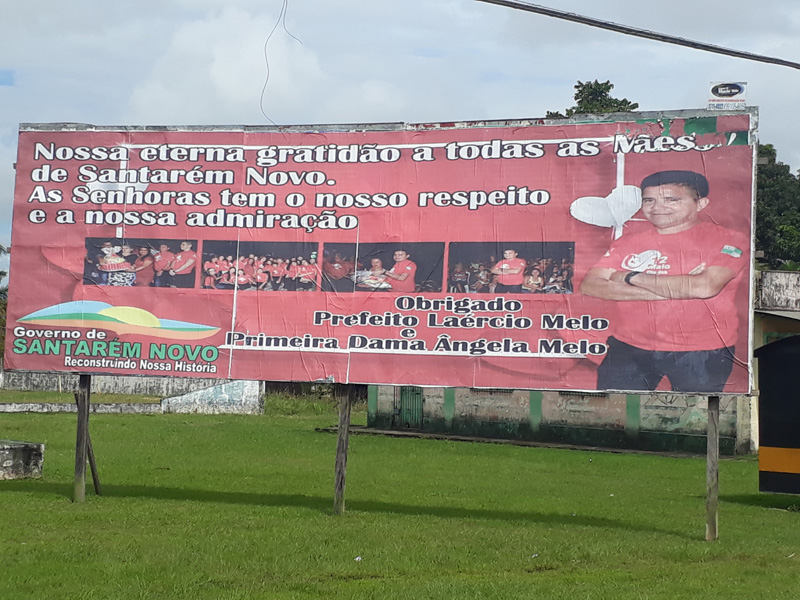 Nossa eterna gratidão a todas as Mães
de Santarém Novo.
As Senhoras tem o nosso respeito
e a nossa admiração
Obrigado
Prefeito Laércio Melo
e
Primeira Dama Ângela Melo
Governo de
SANTARÉM NOVO
Reconstruindo Nossa História